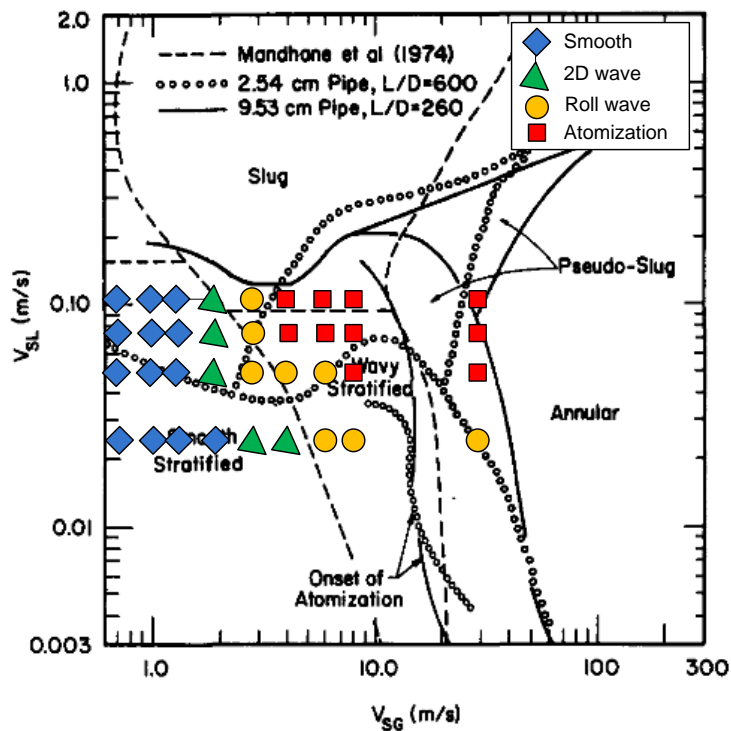 2.0
1.0
0.10
0.01
0.003
V_SL (m/s)
Mandhane et al (1974)
2.54 cm Pipe, L/D=600
9.53 cm Pipe, L/D=260
Smooth
2D wave
Roll wave
Atomization
Slug
Pseudo-Slug
Wavy
Stratified
Annular
Stratified
Onset of
Atomization
1.0
10.0
100
300
V_SG (m/s)